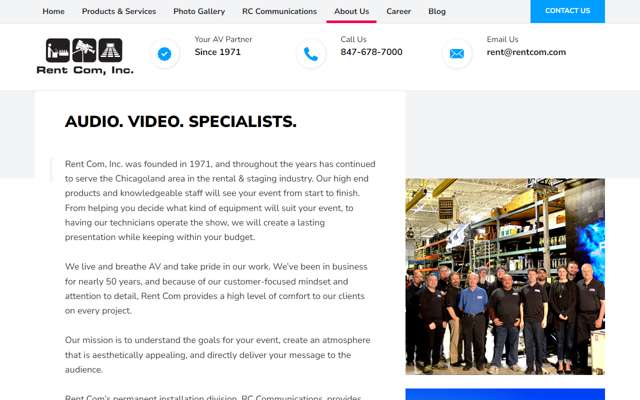 Home
Products & Services
Photo Gallery
RC Communications
About Us
Career
Blog
CONTACT US
Rent Com, Inc.
Your AV Partner
Since 1971
Call Us
847-678-7000
Email Us
rent@rentcom.com
AUDIO. VIDEO. SPECIALISTS.
Rent Com, Inc. was founded in 1971, and throughout the years has continued
to serve the Chicagoland area in the rental & staging industry. Our high end
products and knowledgeable staff will see your event from start to finish.
From helping you decide what kind of equipment will suit your event, to
having our technicians operate the show, we will create a lasting
presentation while keeping within your budget.
We live and breathe AV and take pride in our work. We've been in business
for nearly 50 years, and because of our customer-focused mindset and
attention to detail, Rent Com provides a high level of comfort to our clients
on every project.
Our mission is to understand the goals for your event, create an atmosphere
that is aesthetically appealing, and directly deliver your message to the
audience.
Rent Com's permanent installation division, RC Communications, provides